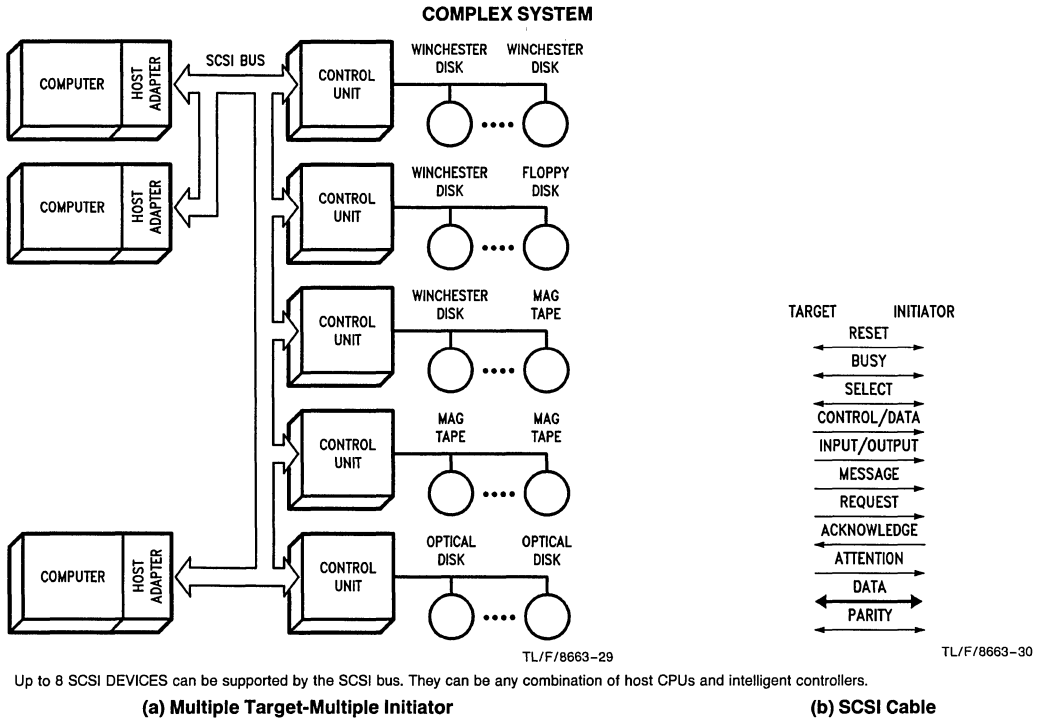 COMPLEX SYSTEM
SCSI BUS
COMPUTER
HOST
ADAPTER
CONTROL
UNIT
WINCHESTER
DISK
WINCHESTER
DISK
COMPUTER
HOST
ADAPTER
CONTROL
UNIT
WINCHESTER
DISK
FLOPPY
DISK
CONTROL
UNIT
WINCHESTER
DISK
MAG
TAPE
CONTROL
UNIT
MAG
TAPE
MAG
TAPE
COMPUTER
HOST
ADAPTER
CONTROL
UNIT
OPTICAL
DISK
OPTICAL
DISK
TL/F/8663-29
TARGET INITIATOR
RESET
BUSY
SELECT
CONTROL/DATA
INPUT/OUTPUT
MESSAGE
REQUEST
ACKNOWLEDGE
ATTENTION
DATA
PARITY
TL/F/8663-30
Up to 8 SCSI DEVICES can be supported by the SCSI bus. They can be any combination of host CPUs and intelligent controllers.
(a) Multiple Target-Multiple Initiator
(b) SCSI Cable